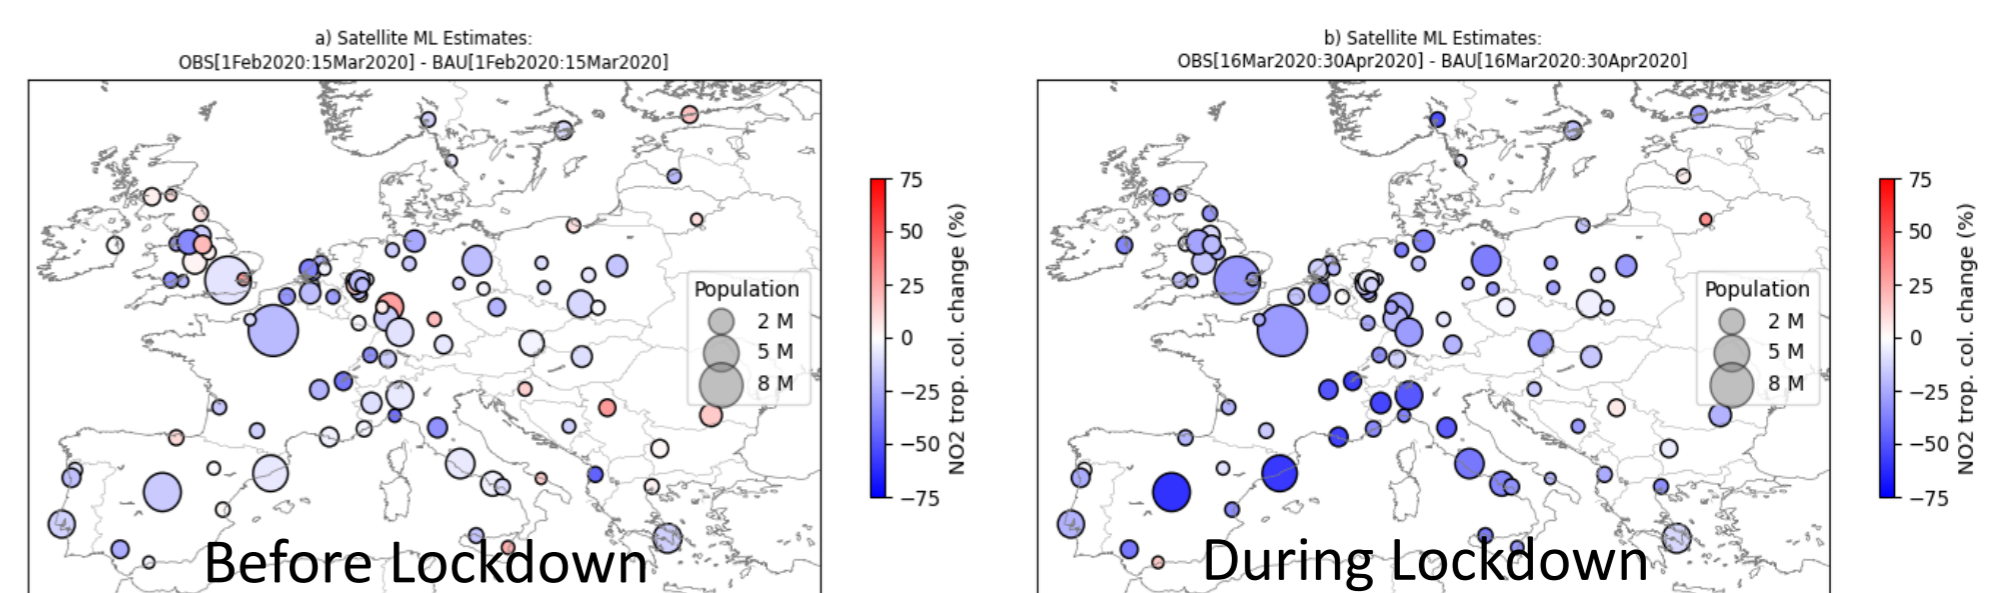 a) Satellite ML Estimates:
OBS[1Feb2020:15Mar2020] - BAU[1Feb2020:15Mar2020]
Population
2 M
5 M
8 M
Before Lockdown
75
50
25
0
−25
−50
−75
NO2 trop. col. change (%)
b) Satellite ML Estimates:
OBS[16Mar2020:30Apr2020] - BAU[16Mar2020:30Apr2020]
Population
2 M
5 M
8 M
During Lockdown
75
50
25
0
−25
−50
−75
NO2 trop. col. change (%)